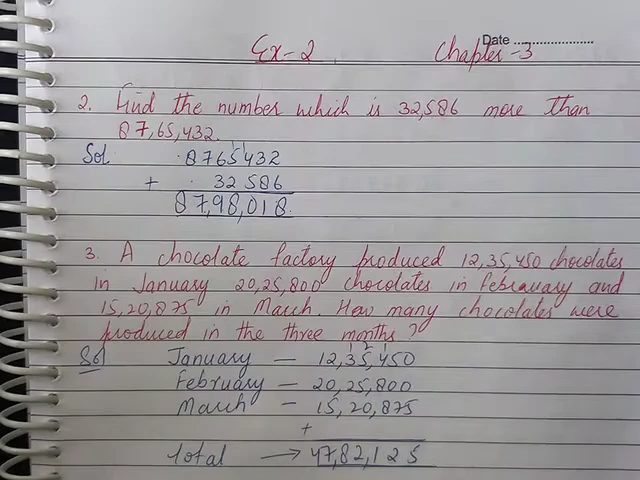 Date ....................
Ex-2 Chapter-3
2. Find the number which is 32,586 more than
87,65,432.
Sol 8765432
+ 32586
87,98,018.
3. A chocolate factory produced 12,35,450 chocolates
in January 20,25,800 chocolates in February and
15,20,875 in March. How many chocolates were
produced in the three months?
Sol January - 12,35,450
February - 20,25,800
March - 15,20,875
+
Total → 47,82,125